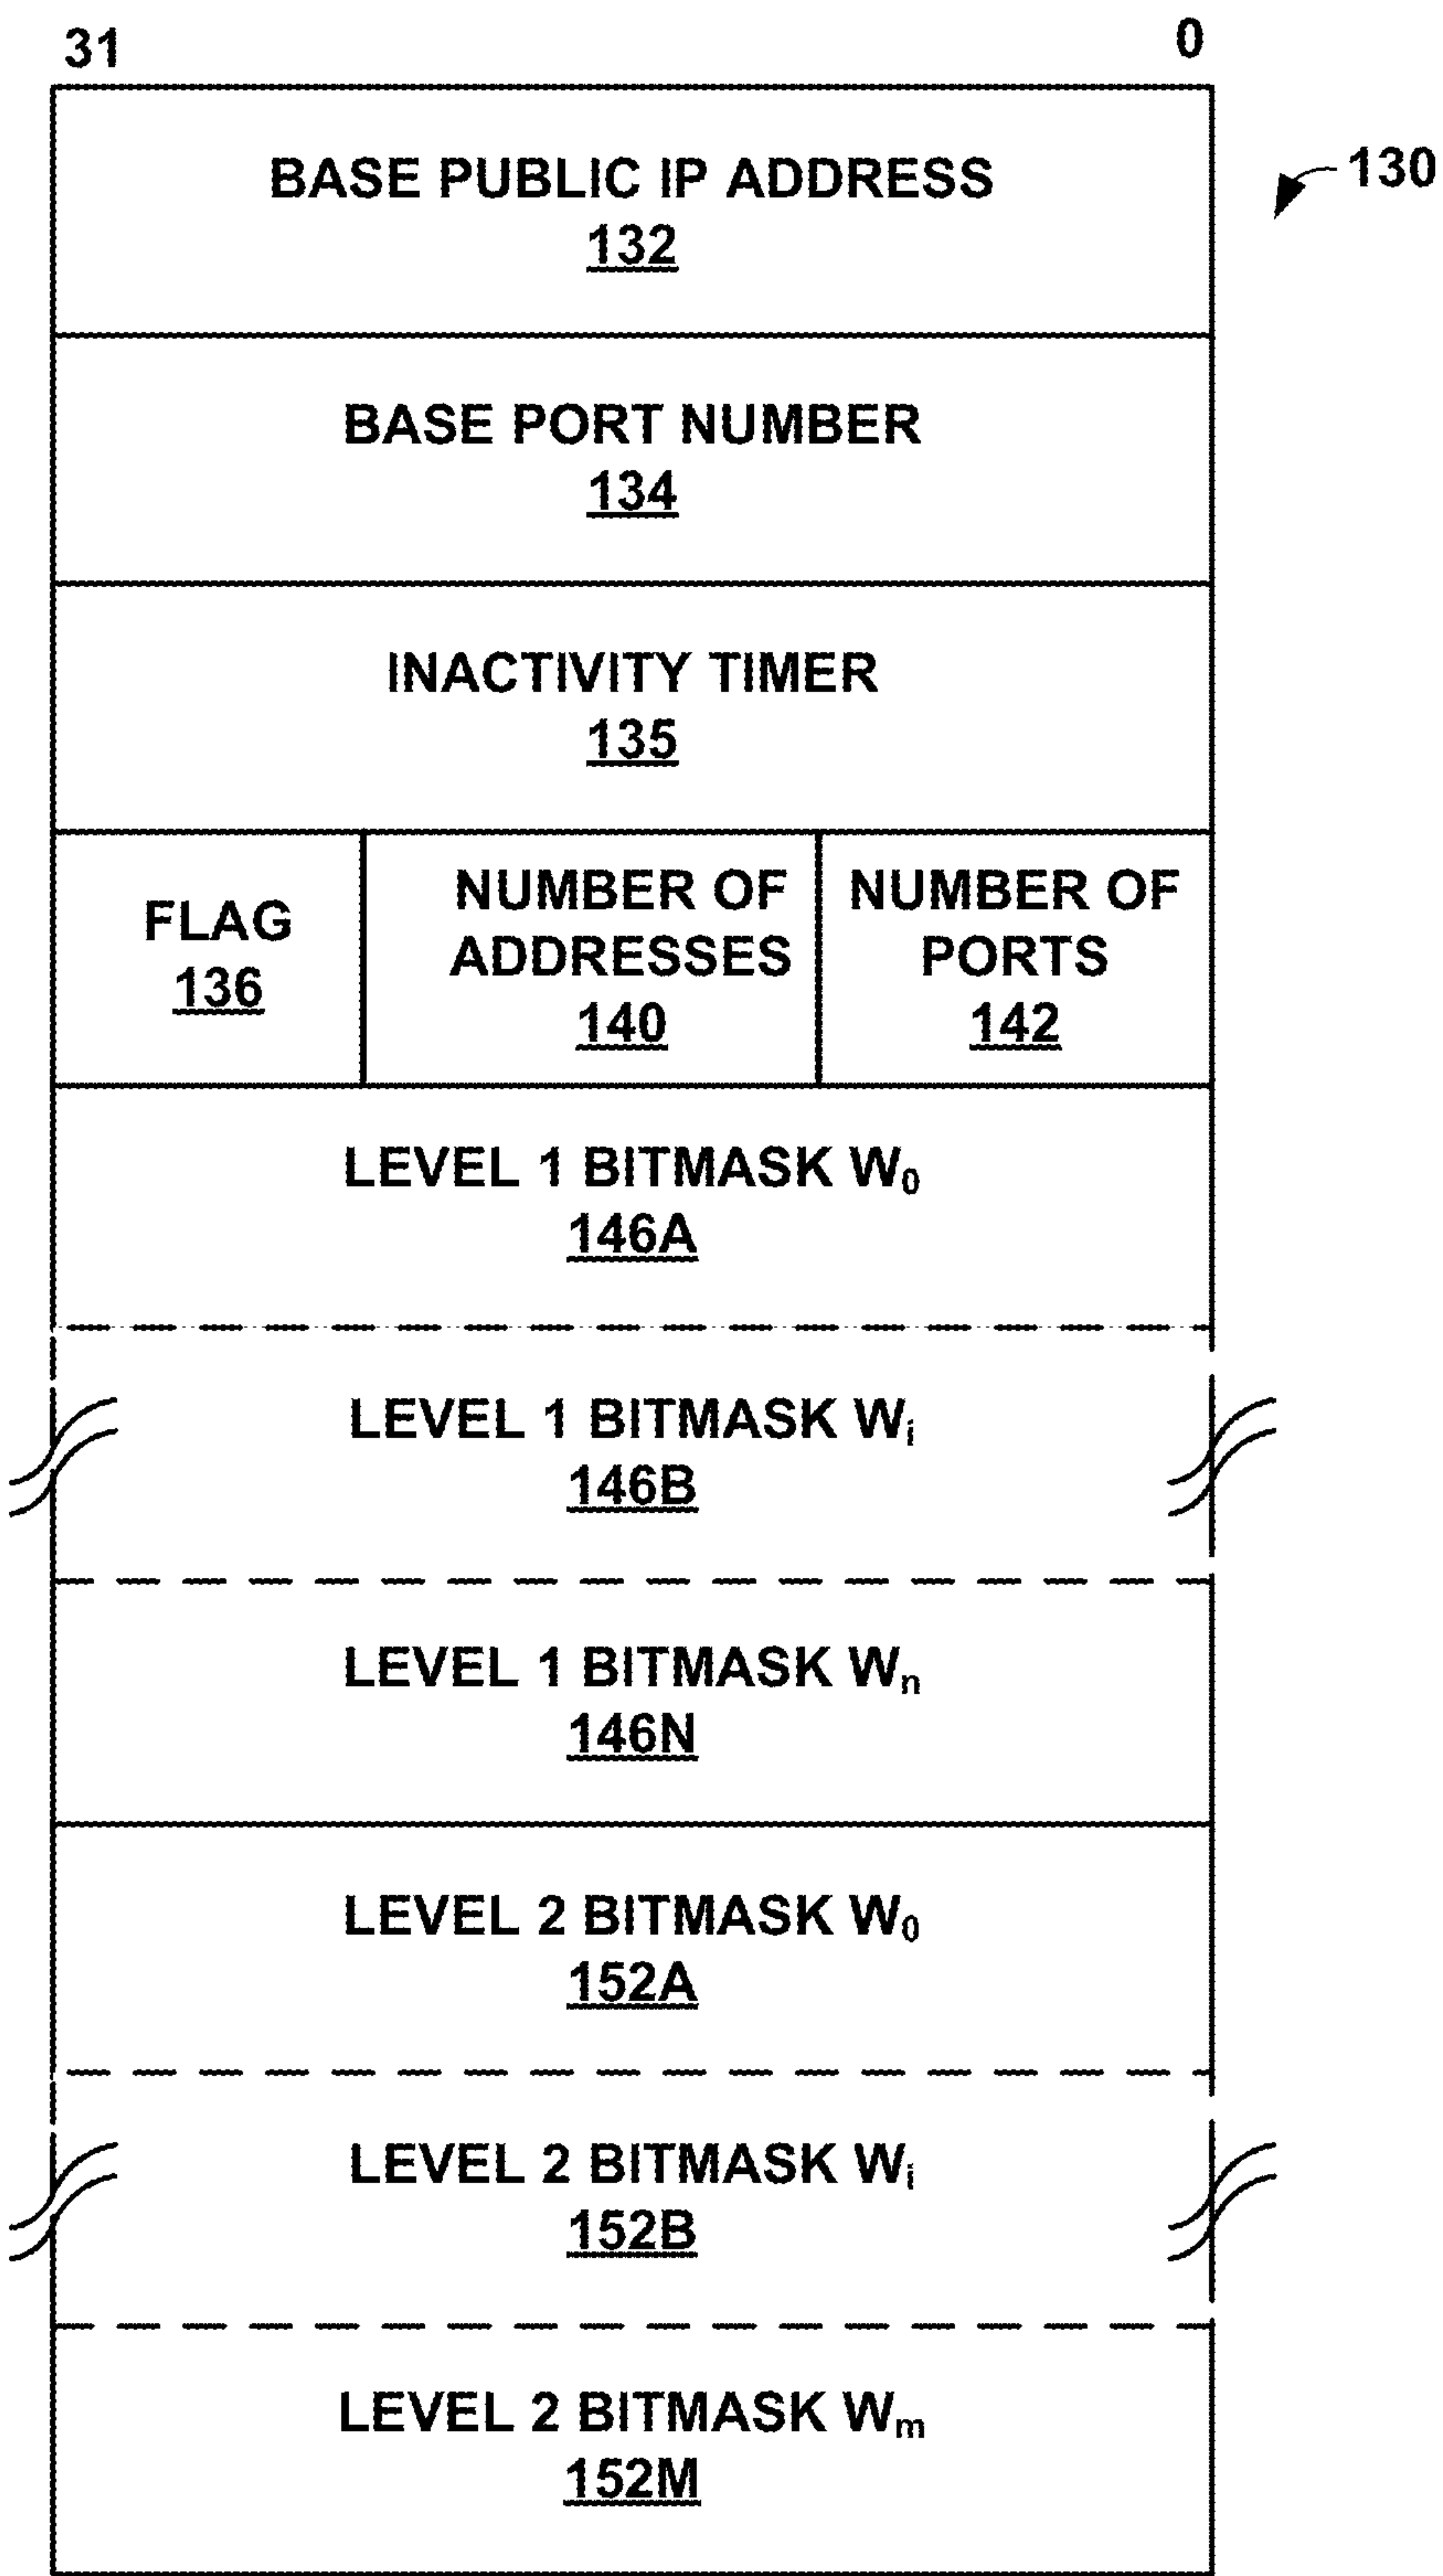 31 0
130
BASE PUBLIC IP ADDRESS
132
BASE PORT NUMBER
134
INACTIVITY TIMER
135
FLAG
136
NUMBER OF
ADDRESSES
140
NUMBER OF
PORTS
142
LEVEL 1 BITMASK W0
146A
LEVEL 1 BITMASK Wi
146B
LEVEL 1 BITMASK Wn
146N
LEVEL 2 BITMASK W0
152A
LEVEL 2 BITMASK Wi
152B
LEVEL 2 BITMASK Wm
152M